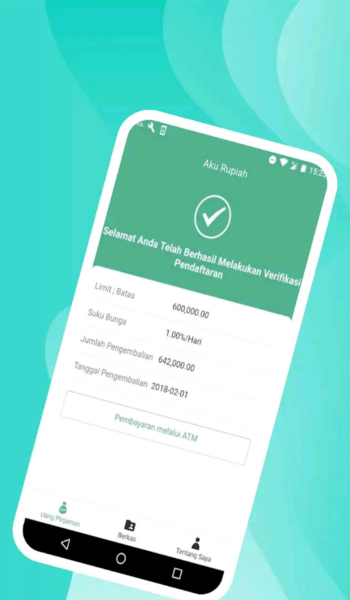 15:25
Aku Rupiah
Selamat Anda Telah Berhasil Melakukan Verifikasi
Pendaftaran
Limit ; Batas 600,000.00
Suku Bunga 1.00%/Hari
Jumlah Pengembalian 642,000.00
Tanggal Pengembalian 2018-02-01
Pembayaran melalui ATM
Uang Pinjaman
Berkas
Tentang Saya